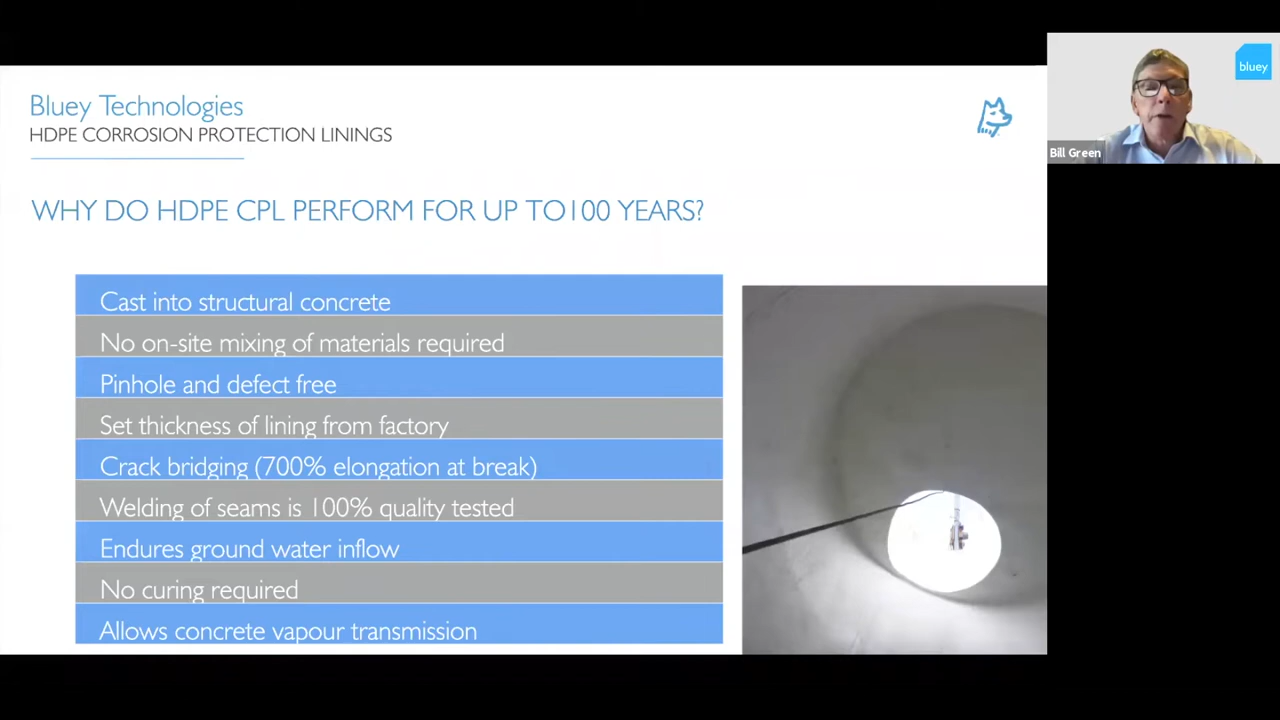 Bluey Technologies
HDPE CORROSION PROTECTION LININGS
WHY DO HDPE CPL PERFORM FOR UP TO100 YEARS?
Cast into structural concrete
No on-site mixing of materials required
Pinhole and defect free
Set thickness of lining from factory
Crack bridging (700% elongation at break)
Welding of seams is 100% quality tested
Endures ground water inflow
No curing required
Allows concrete vapour transmission
bluey
Bill Green